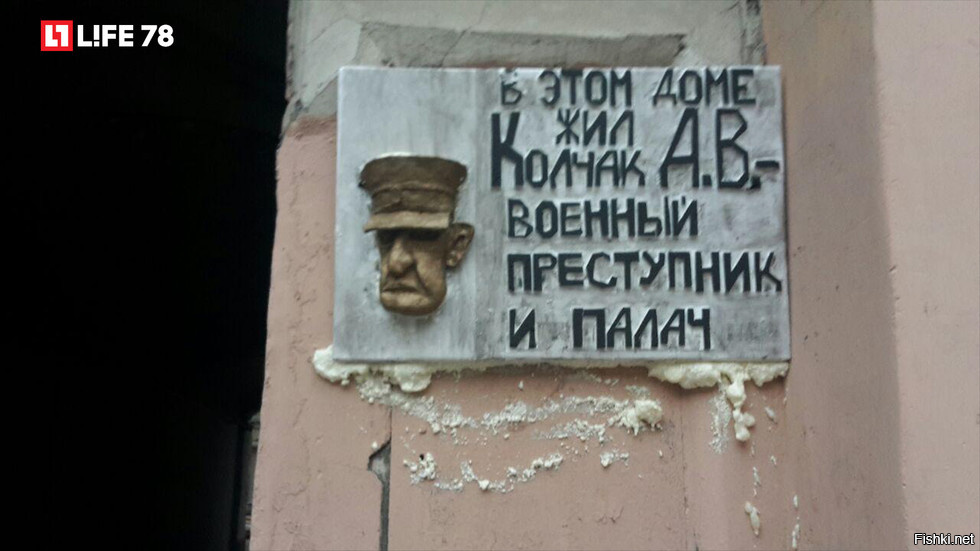 L!FE 78
В ЭТОМ ДОМЕ
ЖИЛ
КОЛЧАК А.В.-
ВОЕННЫЙ
ПРЕСТУПНИК
И ПАЛАЧ
Fishki.net